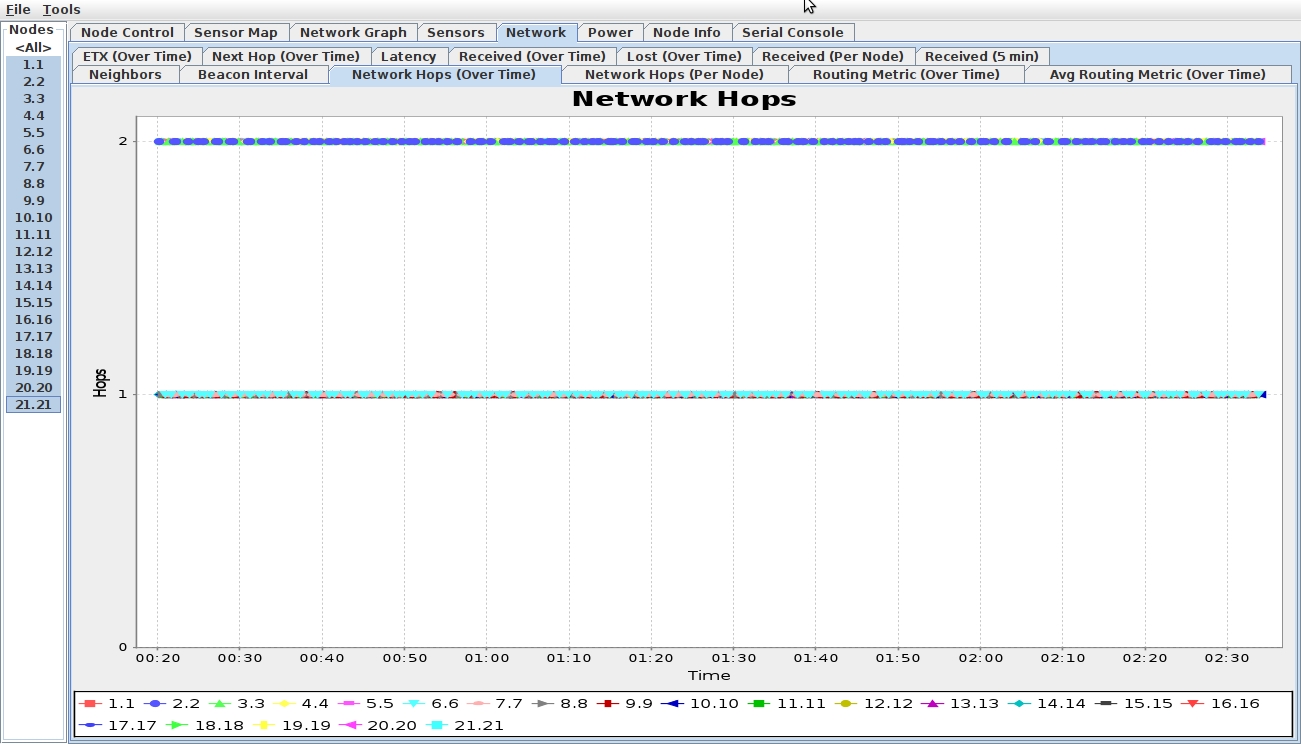 File Tools
Nodes
<All>
1.1
2.2
3.3
4.4
5.5
6.6
7.7
8.8
9.9
10.10
11.11
12.12
13.13
14.14
15.15
16.16
17.17
18.18
19.19
20.20
21.21
Node Control Sensor Map Network Graph Sensors Network Power Node Info Serial Console
ETX (Over Time) Next Hop (Over Time) Latency Received (Over Time) Lost (Over Time) Received (Per Node) Received (5 min)
Neighbors Beacon Interval Network Hops (Over Time) Network Hops (Per Node) Routing Metric (Over Time) Avg Routing Metric (Over Time)
Network Hops
2
1
0
Hops
00:20 00:30 00:40 00:50 01:00 01:10 01:20 01:30 01:40 01:50 02:00 02:10 02:20 02:30
Time
1.1 2.2 3.3 4.4 5.5 6.6 7.7 8.8 9.9 10.10 11.11 12.12 13.13 14.14 15.15 16.16
17.17 18.18 19.19 20.20 21.21